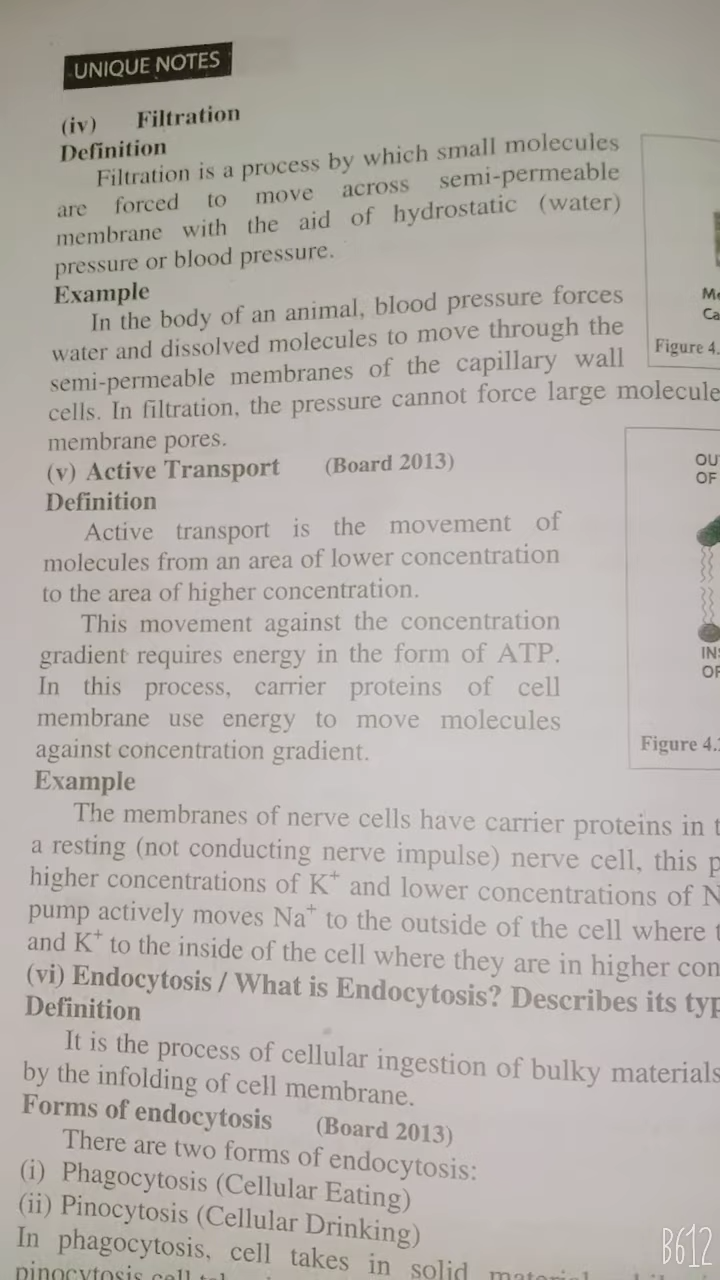 UNIQUE NOTES
(iv) Filtration
Definition
Filtration is a process by which small molecules
are forced to move across semi-permeable
membrane with the aid of hydrostatic (water)
pressure or blood pressure.
Example
In the body of an animal, blood pressure forces
water and dissolved molecules to move through the
semi-permeable membranes of the capillary wall
cells. In filtration, the pressure cannot force large molecule
membrane pores.
Figure 4.
(v) Active Transport (Board 2013)
Definition
Active transport is the movement of
molecules from an area of lower concentration
to the area of higher concentration.
This movement against the concentration
gradient requires energy in the form of ATP.
In this process, carrier proteins of cell
membrane use energy to move molecules
against concentration gradient.
OF
Figure 4.
Example
The membranes of nerve cells have carrier proteins in
a resting (not conducting nerve impulse) nerve cell, this
higher concentrations of K⁺ and lower concentrations of
pump actively moves Na⁺ to the outside of the cell where
and K⁺ to the inside of the cell where they are in higher con
(vi) Endocytosis / What is Endocytosis? Describes its typ
Definition
It is the process of cellular ingestion of bulky materials
by the infolding of cell membrane.
Forms of endocytosis (Board 2013)
There are two forms of endocytosis:
(i) Phagocytosis (Cellular Eating)
(ii) Pinocytosis (Cellular Drinking)
In phagocytosis, cell takes in solid
pinocytosis cell
B612